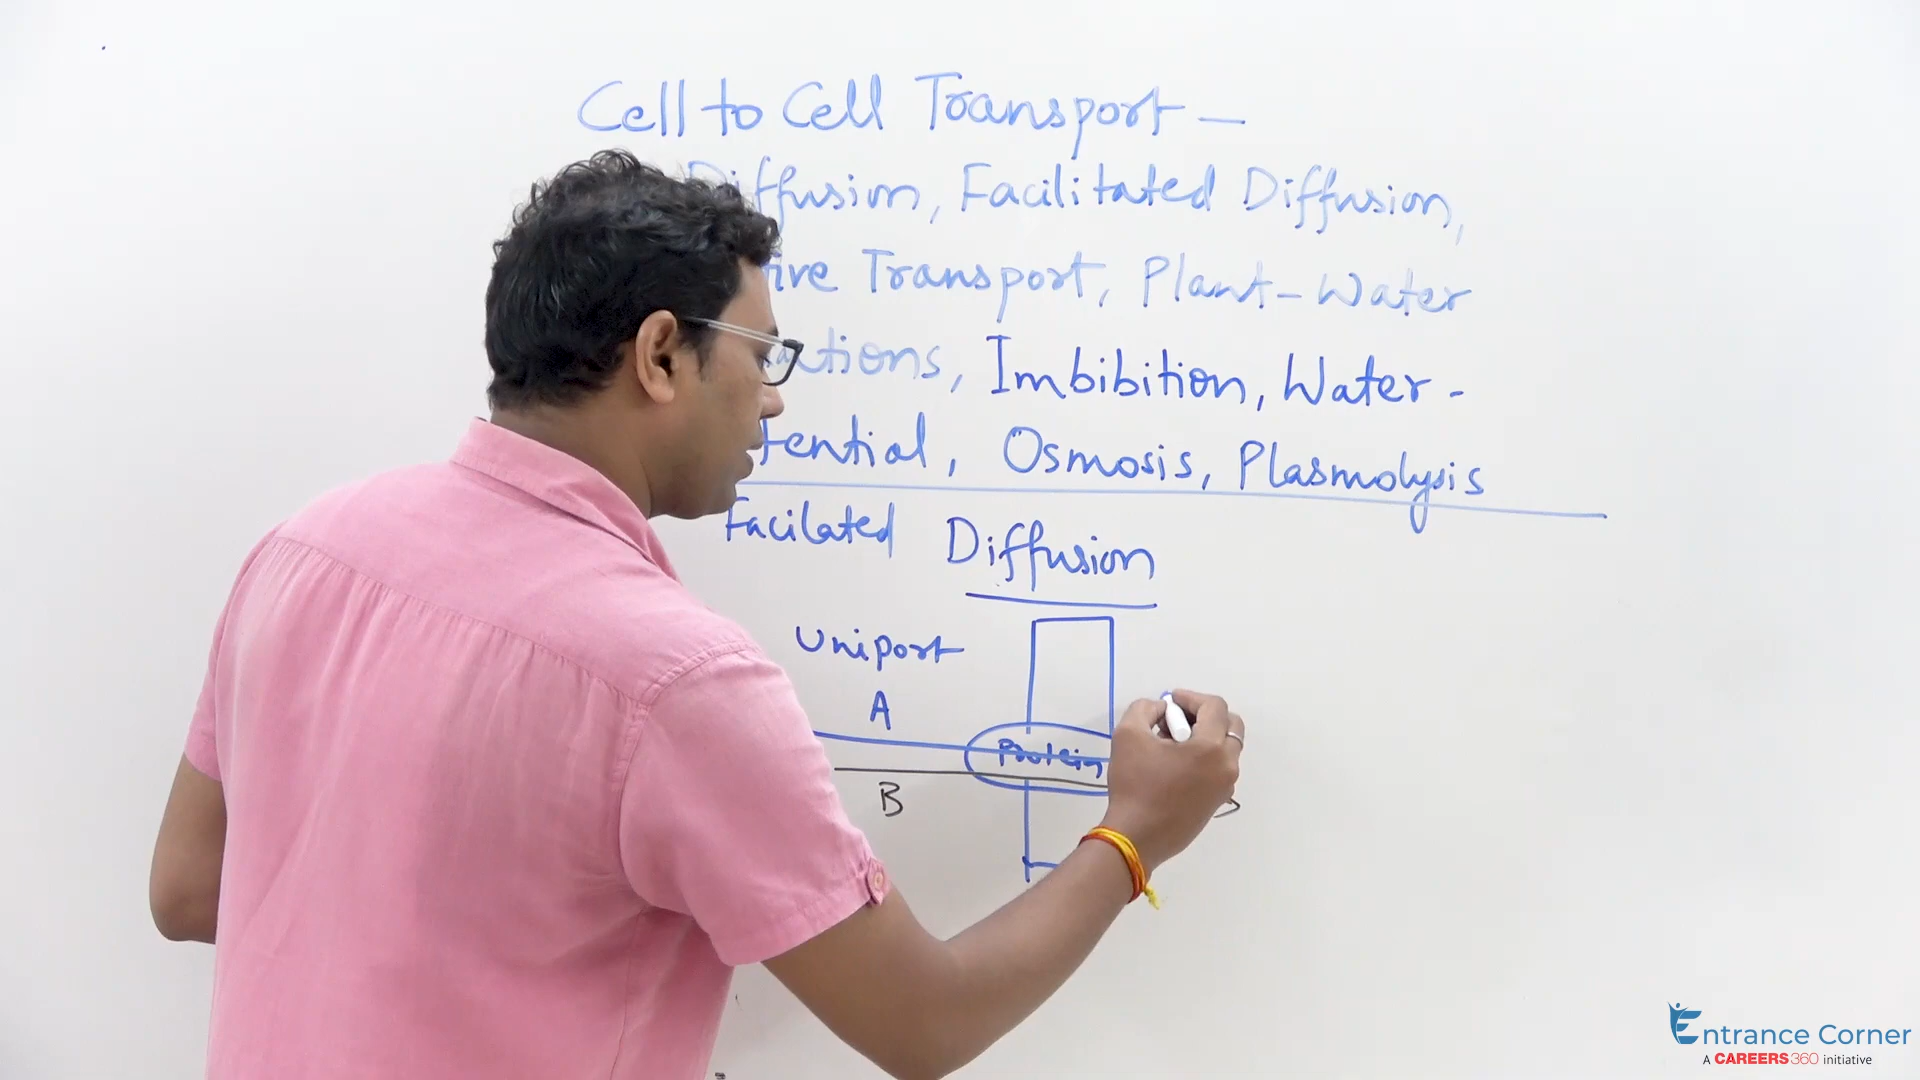 Cell to Cell Transport —
Diffusion, Facilitated Diffusion,
Transport, Plant-Water
Imbibition, Water-
Osmosis, Plasmolysis
Facilated Diffusion
Uniport
A
Protein
B
Entrance Corner
A CAREERS360 initiative